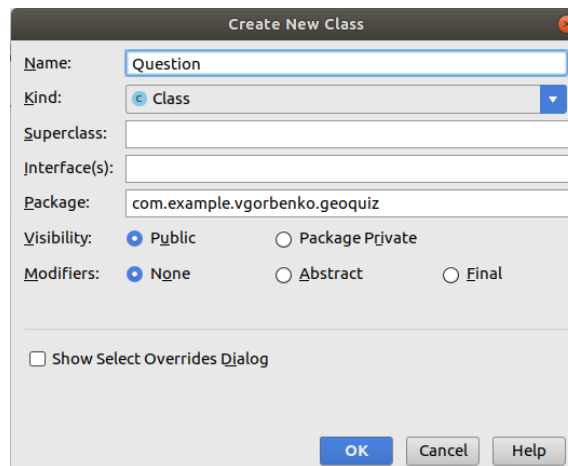 Create New Class
Name: Question
Kind: C Class
Superclass:
Interface(s):
Package: com.example.vgorbenko.geoquiz
Visibility: Public Package Private
Modifiers: None Abstract Final
Show Select Overrides Dialog
OK Cancel Help